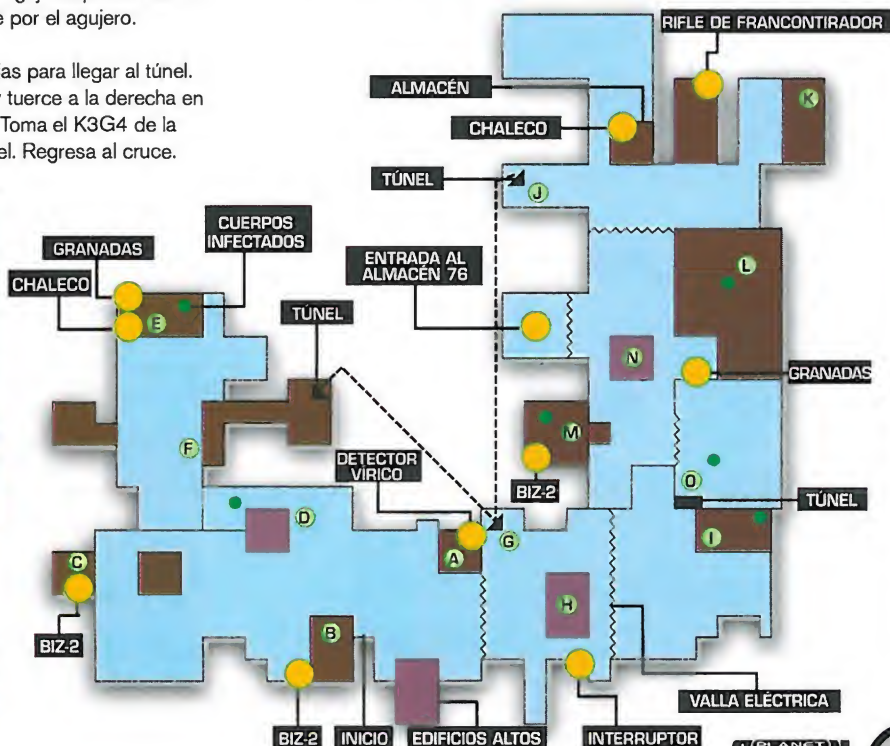 por el agujero.
para llegar al túnel.
tuerce a la derecha en
Toma el K3G4 de la
Regresa al cruce.
RIFLE DE FRANCONTIRADOR
ALMACÉN
K
CHALECO
TÚNEL
J
CUERPOS
INFECTADOS
GRANADAS
ENTRADA AL
ALMACÉN 76
L
CHALECO
TÚNEL
E
N
GRANADAS
M
F
DETECTOR
VÍRICO
BIZ-2
O
TÚNEL
D
G
I
A
C
H
B
BIZ-2
VALLA ELÉCTRICA
BIZ-2
INICIO
EDIFICIOS ALTOS
INTERRUPTOR
PLANET